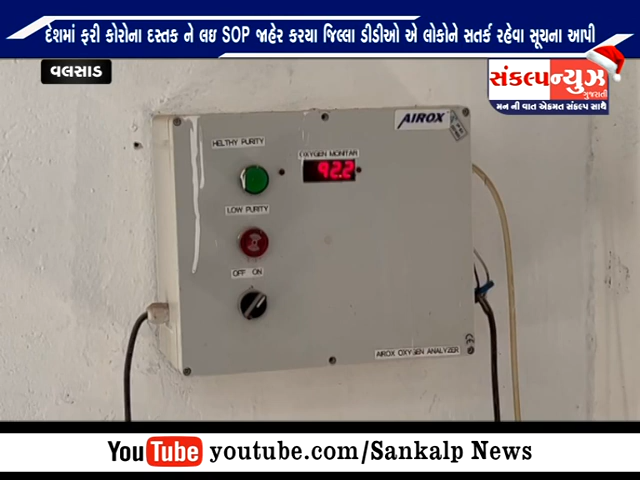 દેશમાં ફરી કોરોના દસ્તક ને લઇ SOP જાહેર કરયા જિલ્લા ડીડીઓ એ લોકોને સતર્ક રહેવા સૂચના આપી
વલસાડ
સંકલ્પ ન્યુઝ
ગુજરાતી
મન ની વાત એકમત સંકલ્પ સાથે
AIROX
HELTHY PURITY
OXYGEN MONITAR
92.2
LOW PURITY
OFF ON
AIROX OXYGEN ANALYZER
CE
YouTube youtube.com/Sankalp News